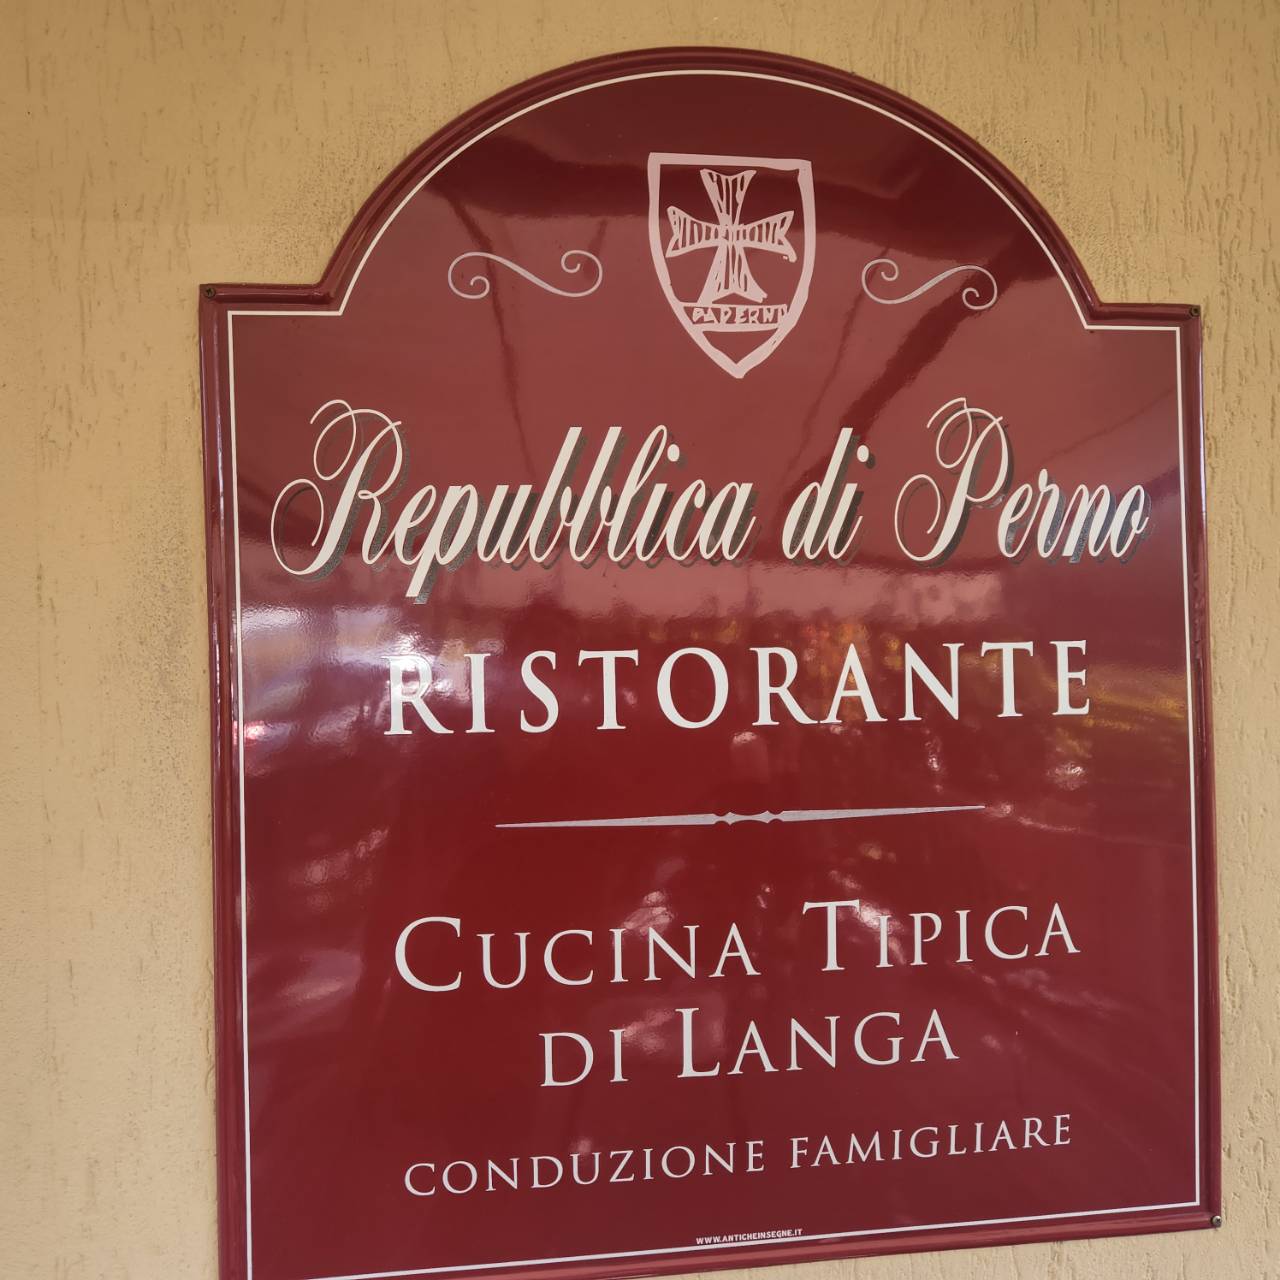 Repubblica di Perno
RISTORANTE
CUCINA TIPICA
DI LANGA
CONDUZIONE FAMIGLIARE
WWW.ANTICHEINSEGNE.IT